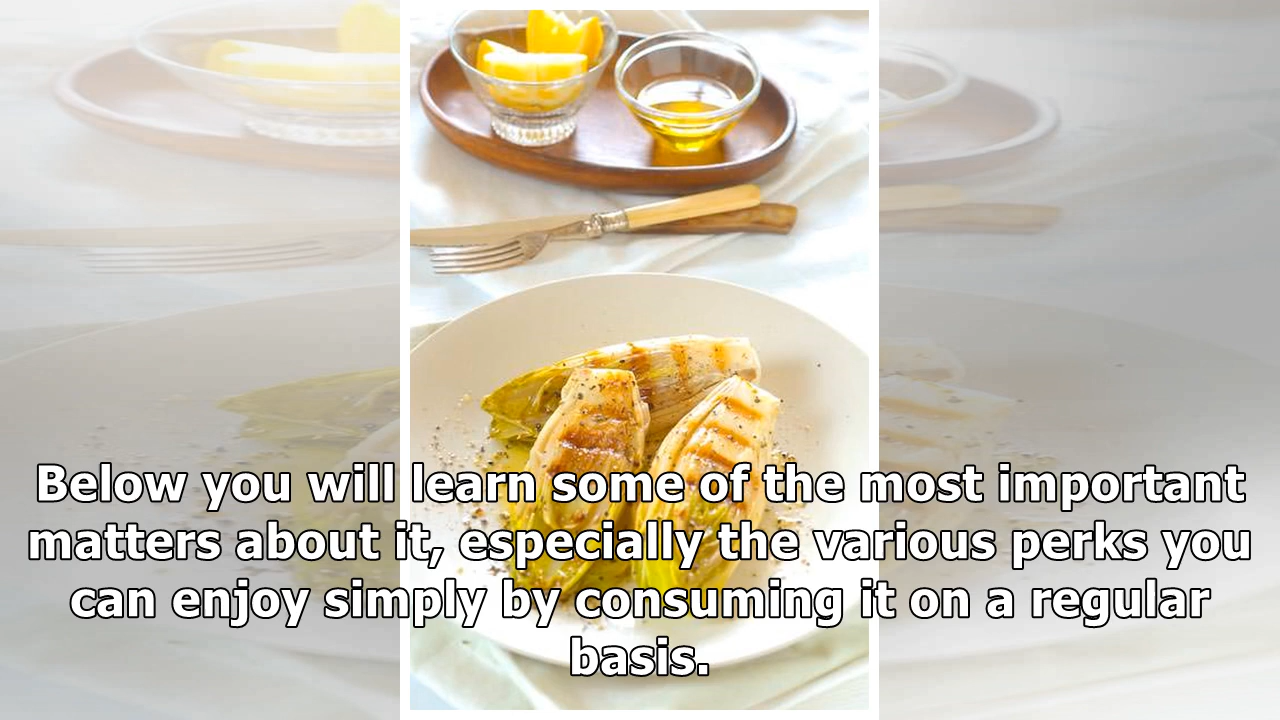 Below you will learn some of the most important
matters about it, especially the various perks you
can enjoy simply by consuming it on a regular
basis.